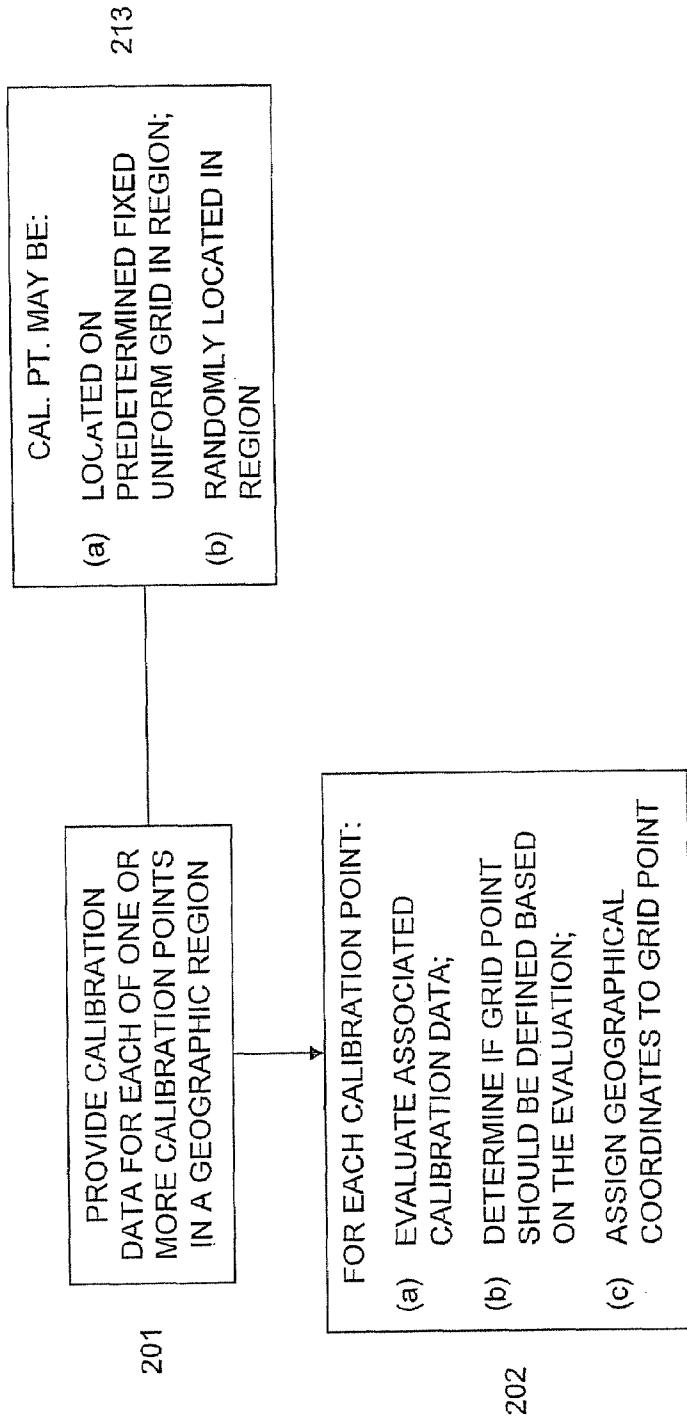 201
PROVIDE CALIBRATION
DATA FOR EACH OF ONE OR
MORE CALIBRATION POINTS
IN A GEOGRAPHIC REGION
213
CAL. PT. MAY BE:
(a) LOCATED ON
PREDETERMINED FIXED
UNIFORM GRID IN REGION;
(b) RANDOMLY LOCATED IN
REGION
202
FOR EACH CALIBRATION POINT:
(a) EVALUATE ASSOCIATED
CALIBRATION DATA;
(b) DETERMINE IF GRID POINT
SHOULD BE DEFINED BASED
ON THE EVALUATION;
(c) ASSIGN GEOGRAPHICAL
COORDINATES TO GRID POINT